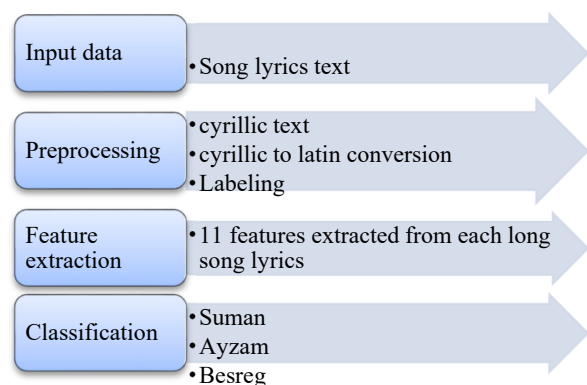 Input data
•Song lyrics text
Preprocessing
•cyrillic text
•cyrillic to latin conversion
•Labeling
Feature
extraction
•11 features extracted from each long
song lyrics
Classification
•Suman
•Ayzam
•Besreg